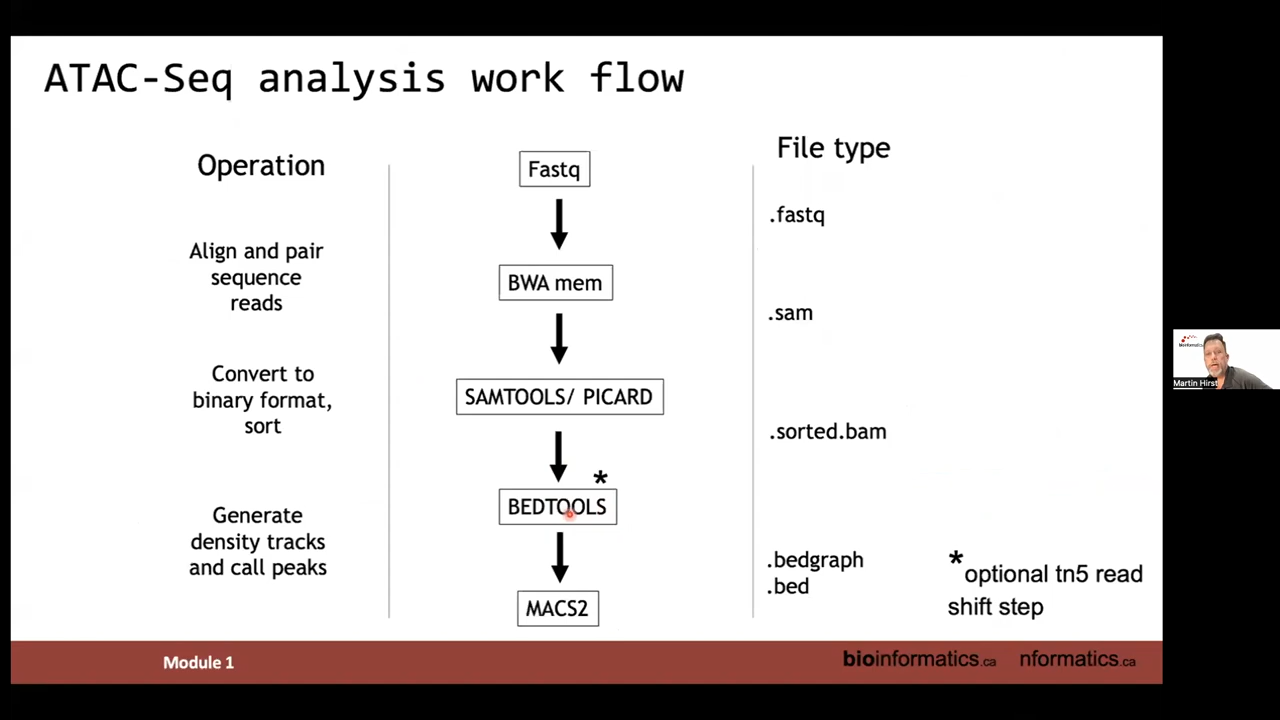 ATAC-Seq analysis work flow
Operation
File type
Fastq
.fastq
Align and pair
sequence
reads
BWA mem
.sam
Convert to
binary format,
sort
SAMTOOLS/ PICARD
.sorted.bam
*
BEDTOOLS
Generate
density tracks
and call peaks
.bedgraph
.bed
*optional tn5 read
shift step
MACS2
Module 1
bioinformatics.ca nformatics.ca
bioinformatics
Martin Hirst